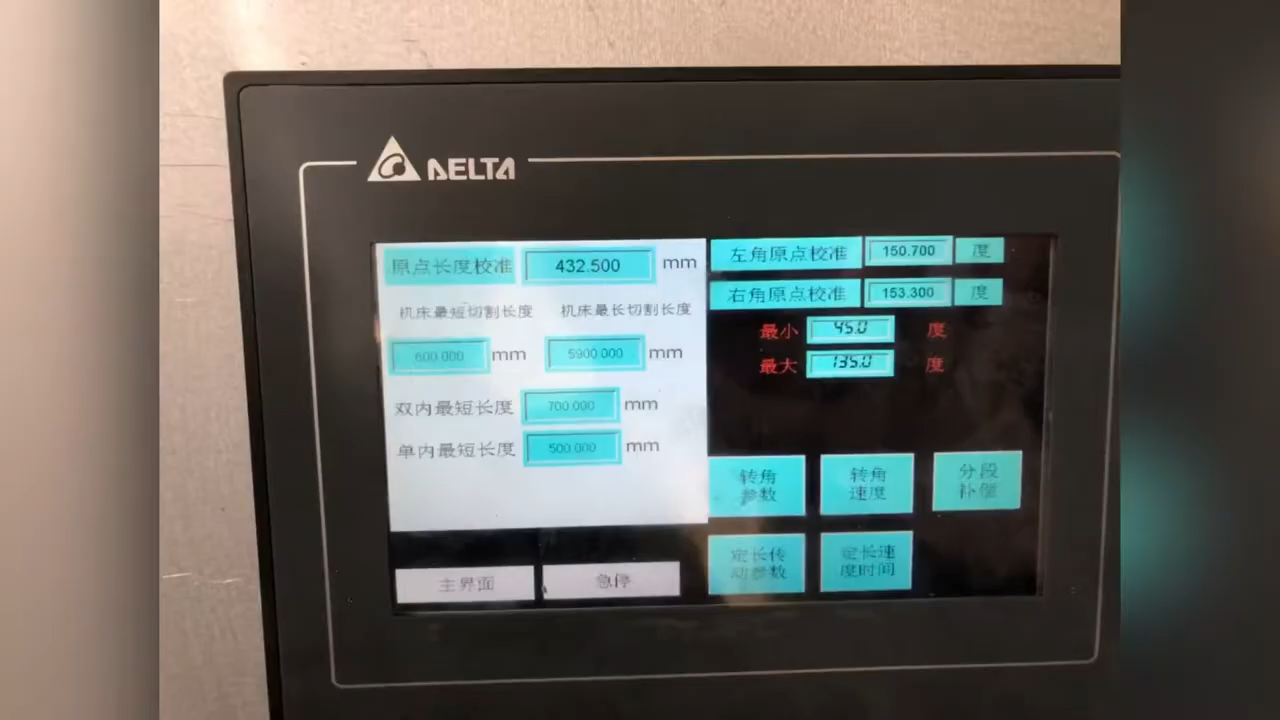 DELTA
原点长度校准 432.500 mm
机床最短切割长度 机床最长切割长度
600.000 mm 5900.000 mm
双内最短长度 700.000 mm
单内最短长度 500.000 mm
主界面 急停
左角原点校准 150.700 度
右角原点校准 153.300 度
最小 45.0 度
最大 135.0 度
转角
参数
转角
速度
分段
补偿
定长传
动参数
定长速
度时间